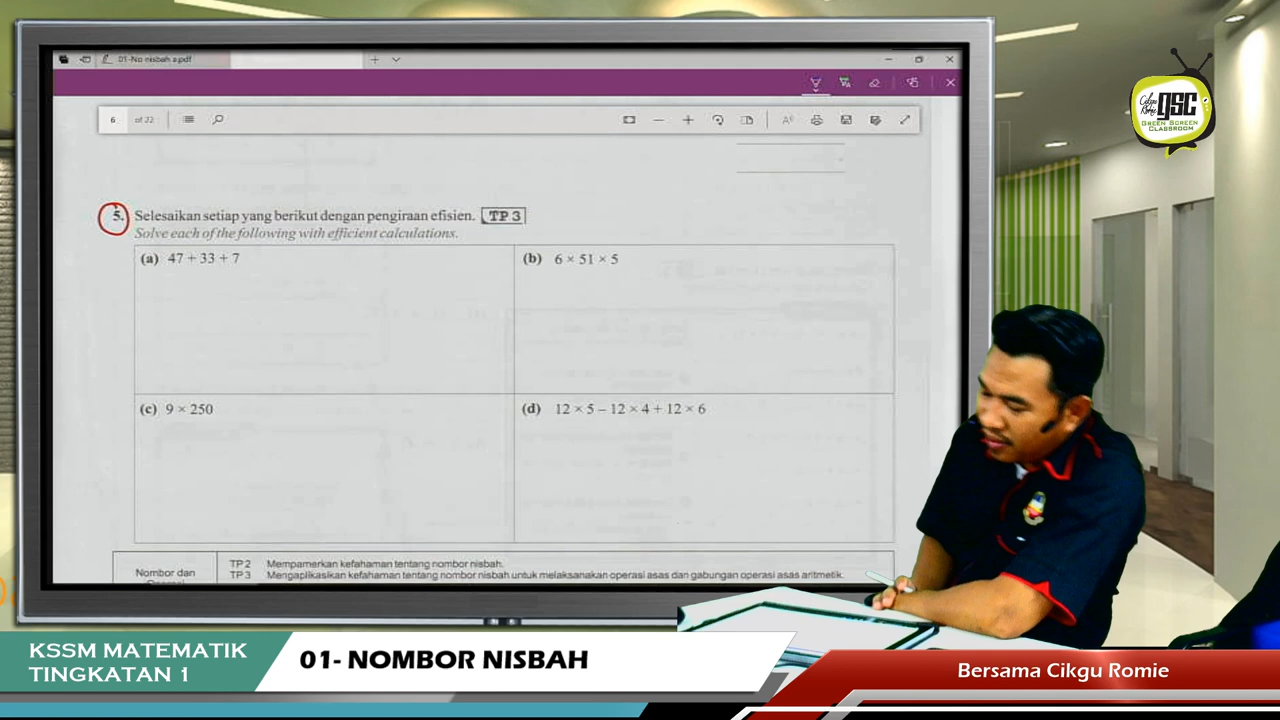 01-No nisbah a.pdf
6 of 22
Cikgu Romie GSC
GREEN SCREEN
CLASSROOM
5. Selesaikan setiap yang berikut dengan pengiraan efisien. TP 3
Solve each of the following with efficient calculations.
(a) 47 + 33 + 7
(b) 6 × 51 × 5
(c) 9 × 250
(d) 12 × 5 – 12 × 4 + 12 × 6
Nombor dan
TP 2 Mempamerkan kefahaman tentang nombor nisbah.
TP 3 Mengaplikasikan kefahaman tentang nombor nisbah untuk melaksanakan operasi asas dan gabungan operasi asas aritmetik.
KSSM MATEMATIK
TINGKATAN 1
01- NOMBOR NISBAH
Bersama Cikgu Romie